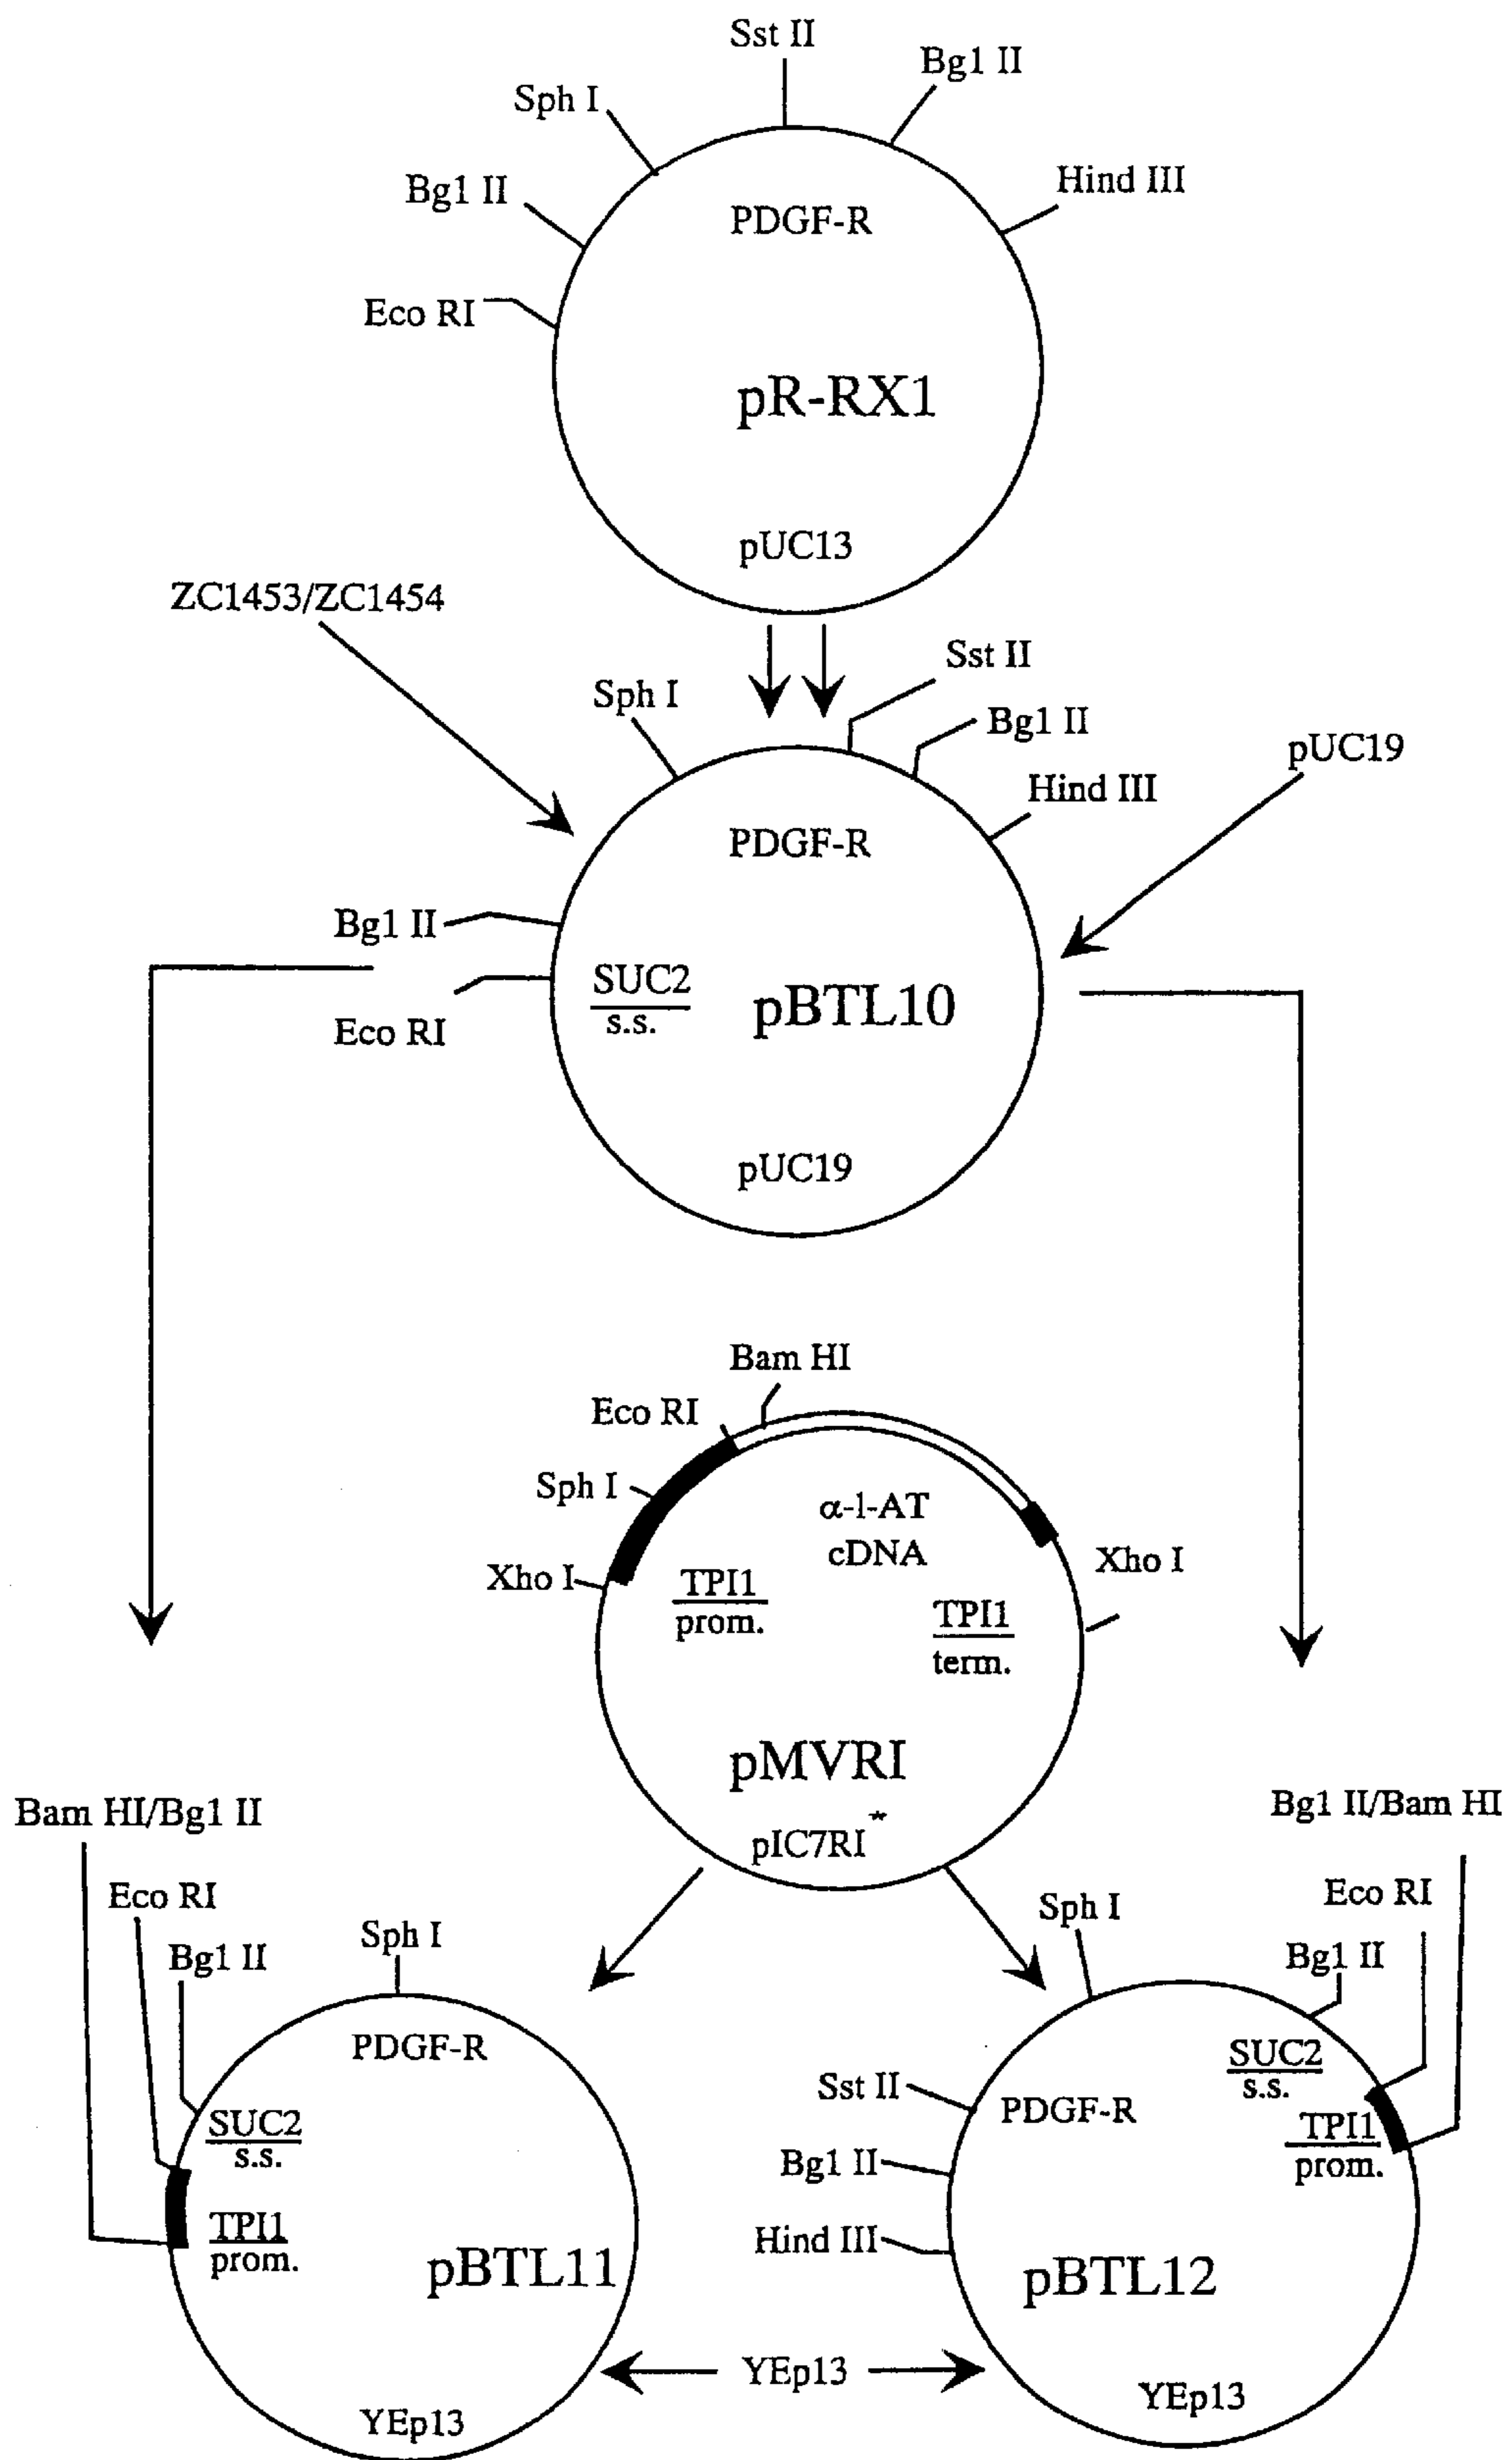 Sst II
Bg1 II
Sph I
Hind III
Bg1 II
PDGF-R
Eco RI
pR-RX1
pUC13
ZC1453/ZC1454
Sst II
Sph I
Bg1 II
pUC19
Hind III
PDGF-R
Bg1 II
SUC2
s.s.
pBTL10
Eco RI
pUC19
Bam HI
Eco RI
Sph I
α-1-AT
cDNA
Xho I
Xho I
TPI1
prom.
TPI1
term.
pMVRI
pIC7RI*
Bam HI/Bg1 II
Bg1 II/Bam HI
Eco RI
Bg1 II
Sph I
Sph I
Eco RI
Bg1 II
PDGF-R
SUC2
s.s.
Sst II
PDGF-R
SUC2
s.s.
TPI1
prom.
Bg1 II
TPI1
prom.
Hind III
pBTL11
pBTL12
YEp13
YEp13
YEp13